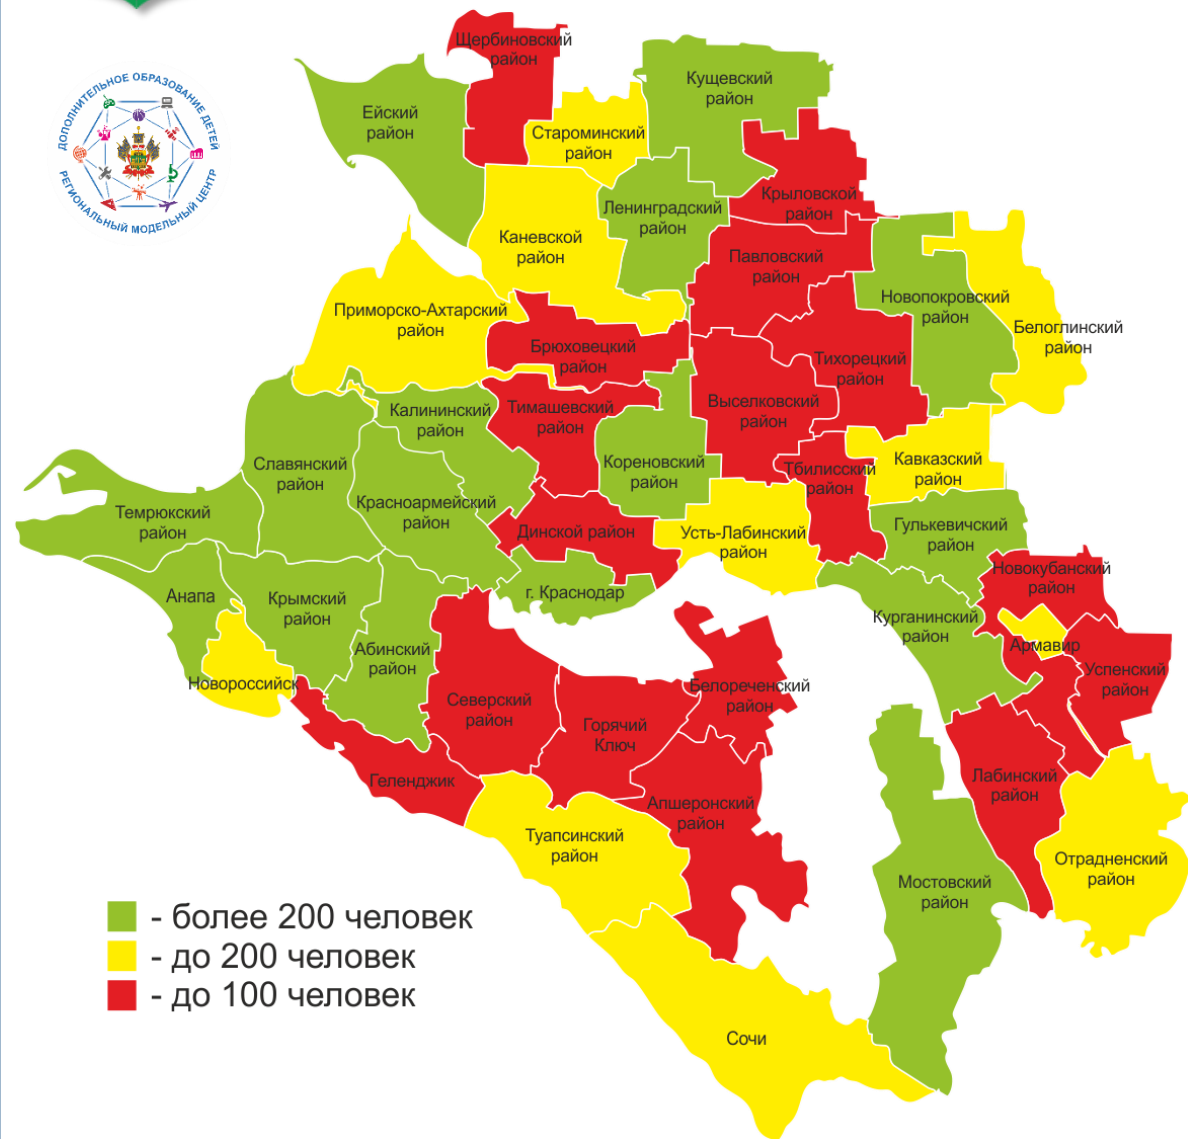 ДОПОЛНИТЕЛЬНОЕ ОБРАЗОВАНИЕ ДЕТЕЙ
РЕГИОНАЛЬНЫЙ МОДЕЛЬНЫЙ ЦЕНТР
Щербиновский
район
Кущевский
район
Ейский
район
Староминский
район
Крыловской
район
Ленинградский
район
Каневской
район
Павловский
район
Новопокровский
район
Белоглинский
район
Приморско-Ахтарский
район
Брюховецкий
район
Тихорецкий
район
Выселковский
район
Тимашевский
район
Калининский
район
Славянский
район
Кореновский
район
Тбилисский
район
Кавказский
район
Красноармейский
район
Темрюкский
район
Динской район
Усть-Лабинский
район
Гулькевичский
район
Новокубанский
район
Анапа
Крымский
район
г. Краснодар
Курганинский
район
Армавир
Абинский
район
Успенский
район
Новороссийск
Северский
район
Белореченский
район
Горячий
Ключ
Геленджик
Лабинский
район
Апшеронский
район
Туапсинский
район
Отрадненский
район
Мостовский
район
Сочи
- более 200 человек
- до 200 человек
- до 100 человек